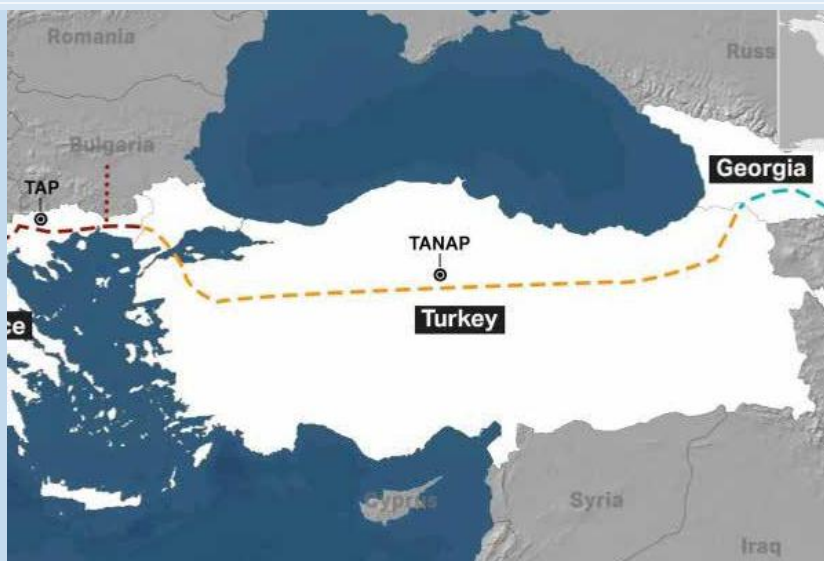 Romania
Russ
Bulgaria
Georgia
TAP
TANAP
Turkey
ce
Cyprus
Syria
Iraq